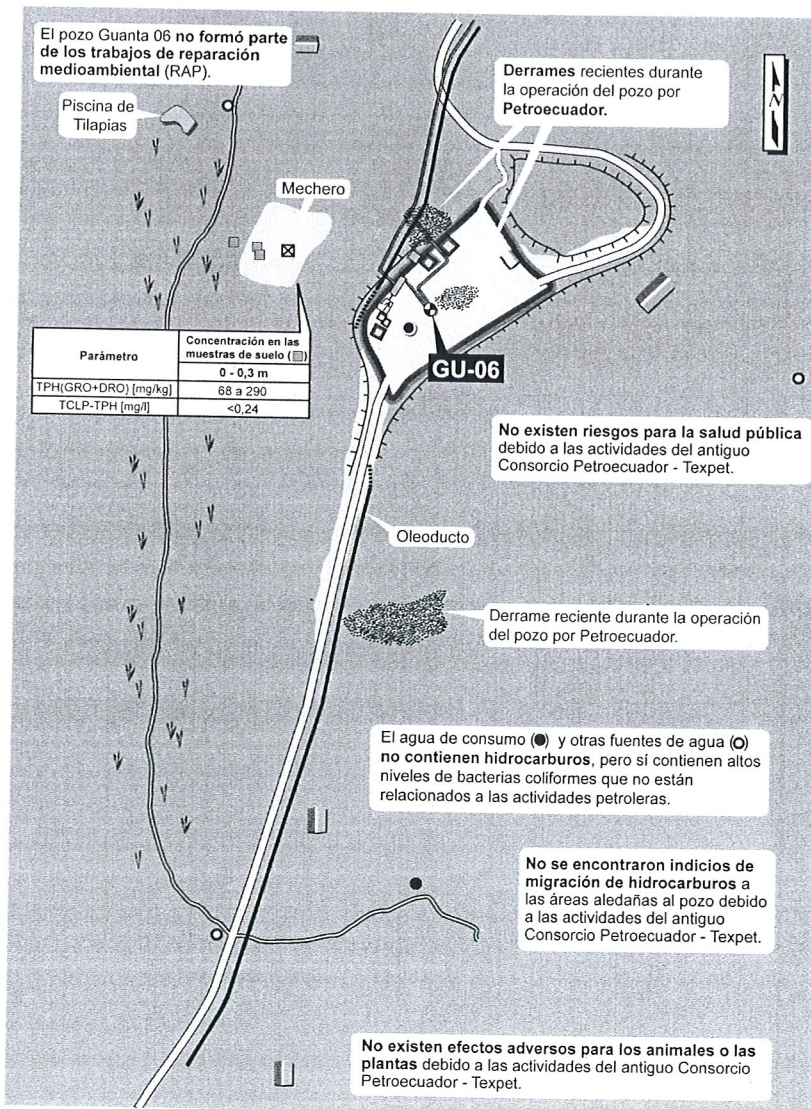 El pozo Guanta 06 no formó parte
de los trabajos de reparación
medioambiental (RAP).
Piscina de
Tilapias
Derrames recientes durante
la operación del pozo por
Petroecuador.
N
Mechero
Parámetro
Concentración en las
muestras de suelo ( )
0 - 0,3 m
TPH(GRO+DRO) [mg/kg] 68 a 290
TCLP-TPH [mg/l] <0,24
GU-06
No existen riesgos para la salud pública
debido a las actividades del antiguo
Consorcio Petroecuador - Texpet.
Oleoducto
Derrame reciente durante la operación
del pozo por Petroecuador.
El agua de consumo (●) y otras fuentes de agua (○)
no contienen hidrocarburos, pero sí contienen altos
niveles de bacterias coliformes que no están
relacionados a las actividades petroleras.
No se encontraron indicios de
migración de hidrocarburos a
las áreas aledañas al pozo debido
a las actividades del antiguo
Consorcio Petroecuador - Texpet.
No existen efectos adversos para los animales o las
plantas debido a las actividades del antiguo Consorcio
Petroecuador - Texpet.